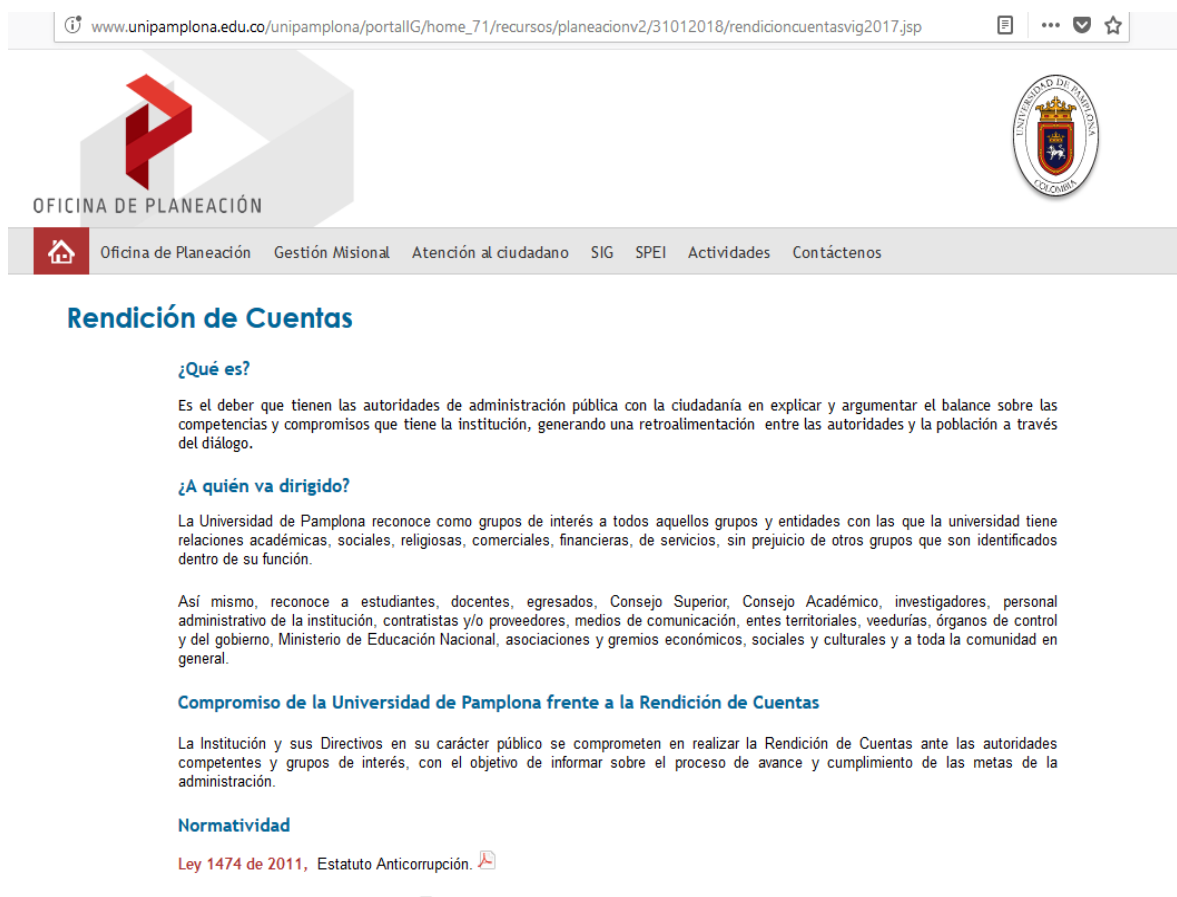 www.unipamplona.edu.co/unipamplona/portalIG/home_71/recursos/planeacionv2/31012018/rendicioncuentasvig2017.jsp
UNIVERSIDAD DE PAMPLONA
COLOMBIA
OFICINA DE PLANEACIÓN
Oficina de Planeación Gestión Misional Atención al ciudadano SIG SPEI Actividades Contáctenos
Rendición de Cuentas
¿Qué es?
Es el deber que tienen las autoridades de administración pública con la ciudadanía en explicar y argumentar el balance sobre las
competencias y compromisos que tiene la institución, generando una retroalimentación entre las autoridades y la población a través
del diálogo.
¿A quién va dirigido?
La Universidad de Pamplona reconoce como grupos de interés a todos aquellos grupos y entidades con las que la universidad tiene
relaciones académicas, sociales, religiosas, comerciales, financieras, de servicios, sin prejuicio de otros grupos que son identificados
dentro de su función.
Así mismo, reconoce a estudiantes, docentes, egresados, Consejo Superior, Consejo Académico, investigadores, personal
administrativo de la institución, contratistas y/o proveedores, medios de comunicación, entes territoriales, veedurías, órganos de control
y del gobierno, Ministerio de Educación Nacional, asociaciones y gremios económicos, sociales y culturales y a toda la comunidad en
general.
Compromiso de la Universidad de Pamplona frente a la Rendición de Cuentas
La Institución y sus Directivos en su carácter público se comprometen en realizar la Rendición de Cuentas ante las autoridades
competentes y grupos de interés, con el objetivo de informar sobre el proceso de avance y cumplimiento de las metas de la
administración.
Normatividad
Ley 1474 de 2011, Estatuto Anticorrupción.